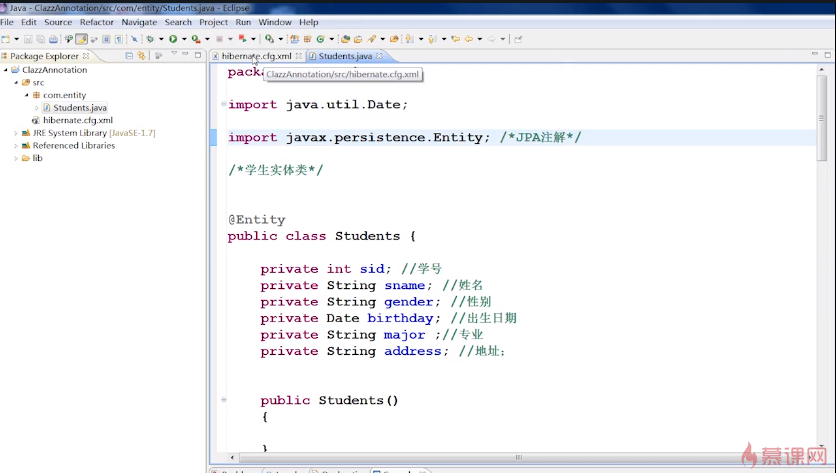 Java - ClazzAnnotation/src/com/entity/Students.java - Eclipse
File Edit Source Refactor Navigate Search Project Run Window Help
Package Explorer
hibernate.cfg.xml Students.java
ClazzAnnotation/src/hibernate.cfg.xml
ClazzAnnotation
src
com.entity
Students.java
hibernate.cfg.xml
JRE System Library [JavaSE-1.7]
Referenced Libraries
lib
import java.util.Date;
import javax.persistence.Entity; /*JPA注解*/
/*学生实体类*/
@Entity
public class Students {
private int sid; //学号
private String sname; //姓名
private String gender; //性别
private Date birthday; //出生日期
private String major ;//专业
private String address; //地址;
public Students()
{
}
慕课网